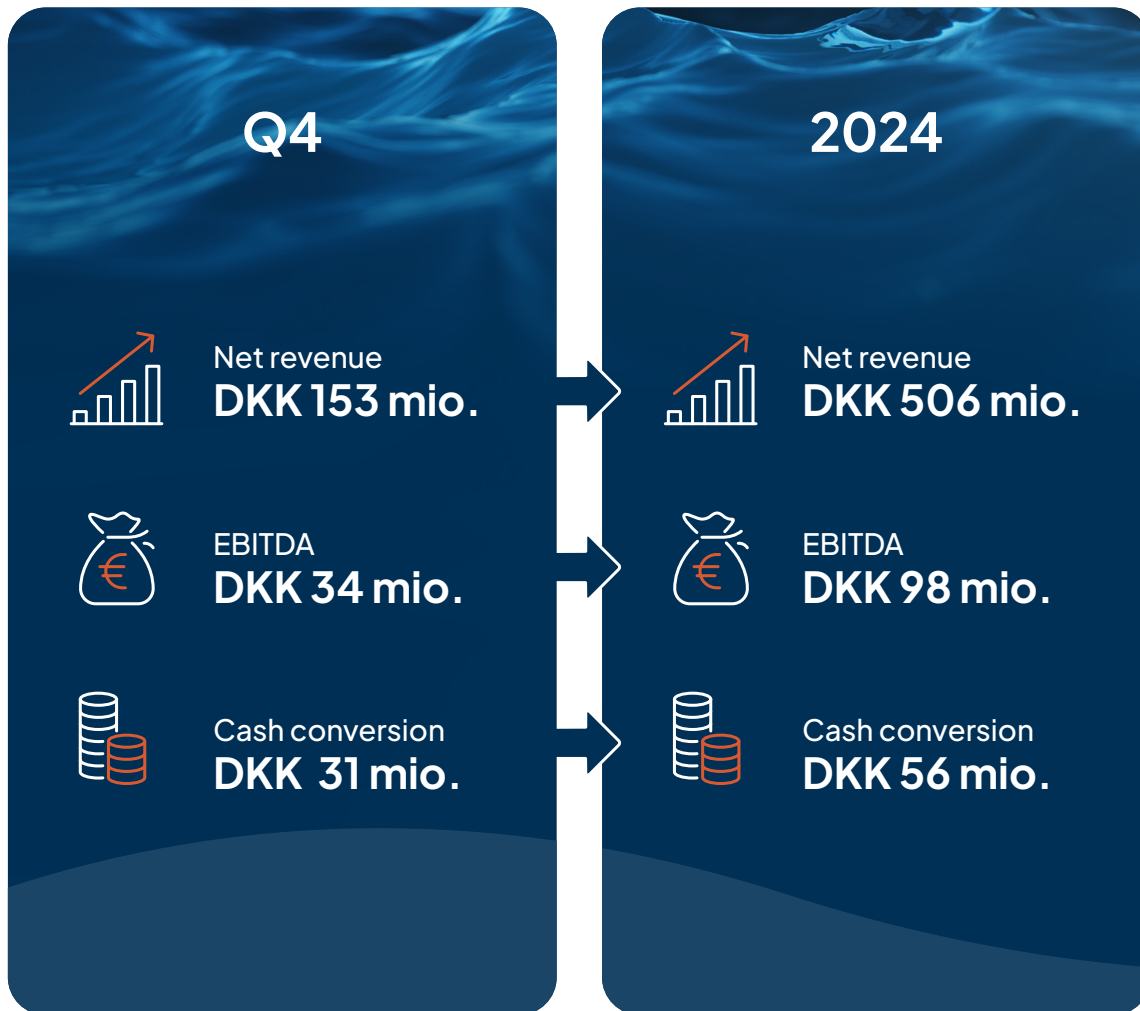 Q4
Net revenue
DKK 153 mio.
€
EBITDA
DKK 34 mio.
Cash conversion
DKK 31 mio.
2024
Net revenue
DKK 506 mio.
€
EBITDA
DKK 98 mio.
Cash conversion
DKK 56 mio.